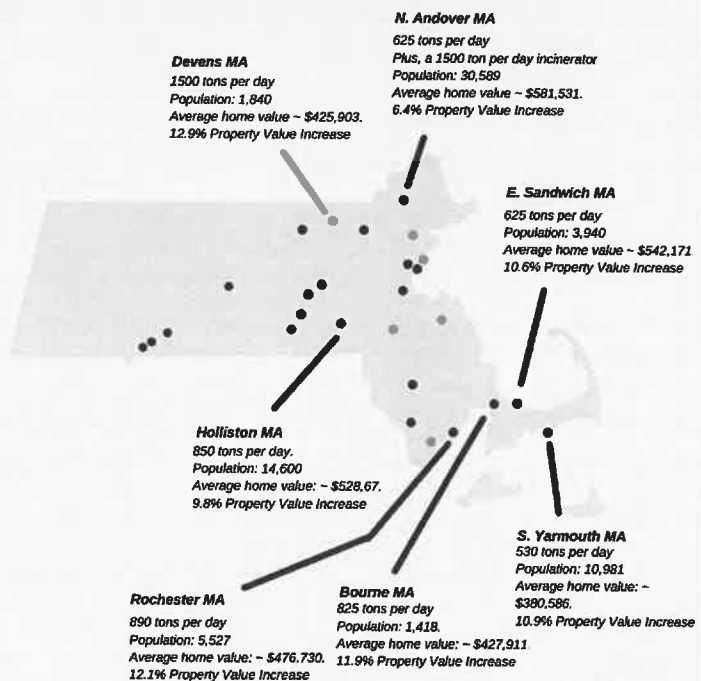 N. Andover MA
625 tons per day
Plus, a 1500 ton per day incinerator
Population: 30,589
Average home value ~ $581,531.
6.4% Property Value Increase
Devens MA
1500 tons per day
Population: 1,840
Average home value ~ $425,903.
12.9% Property Value Increase
E. Sandwich MA
625 tons per day
Population: 3,940
Average home value ~ $542,171
10.6% Property Value Increase
Holliston MA
850 tons per day.
Population: 14,600
Average home value: ~ $528,67.
9.8% Property Value Increase
S. Yarmouth MA
530 tons per day
Population: 10,981
Average home value: ~
$380,586.
10.9% Property Value Increase
Rochester MA
890 tons per day
Population: 5,527
Average home value: ~ $476.730.
12.1% Property Value Increase
Bourne MA
825 tons per day
Population: 1,418.
Average home value: ~ $427,911
11.9% Property Value Increase